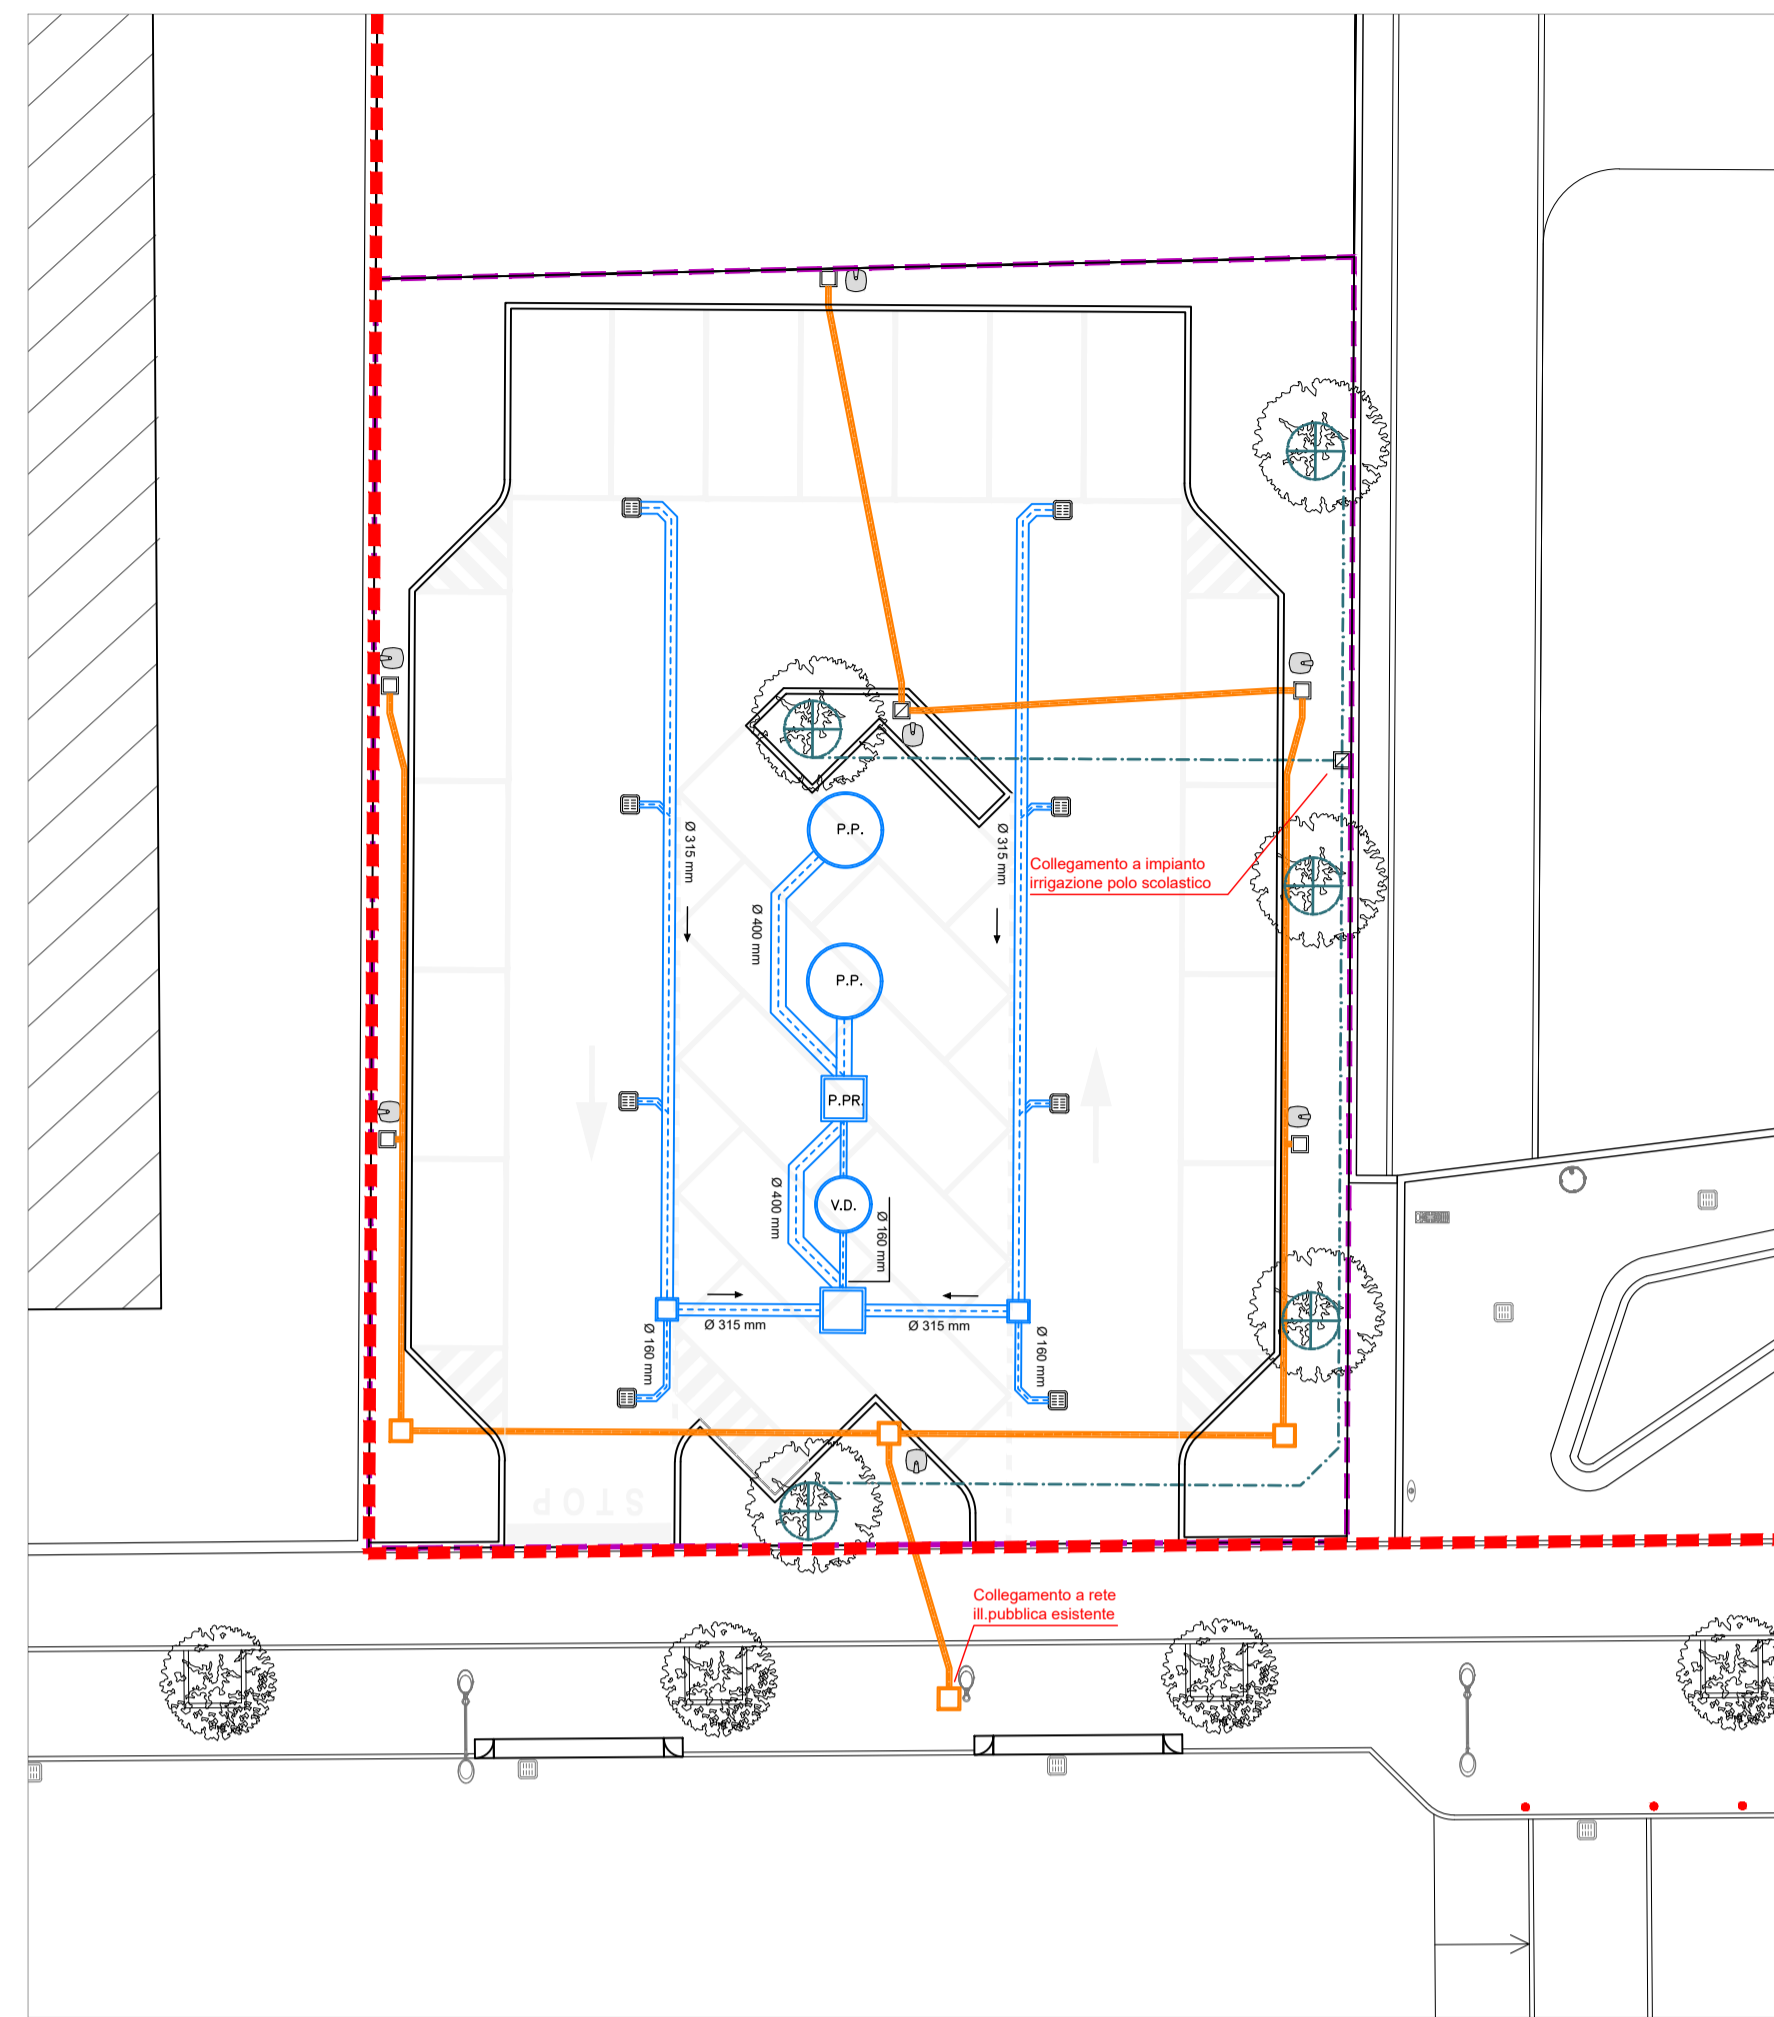 P.P.
Ø 315 mm
Ø 315 mm
Collegamento a impianto
irrigazione polo scolastico
Ø 400 mm
P.P.
P.PR.
Ø 400 mm
V.D.
Ø 160 mm
Ø 315 mm
Ø 315 mm
Ø 160 mm
Ø 160 mm
STOP
Collegamento a rete
ill.pubblica esistente